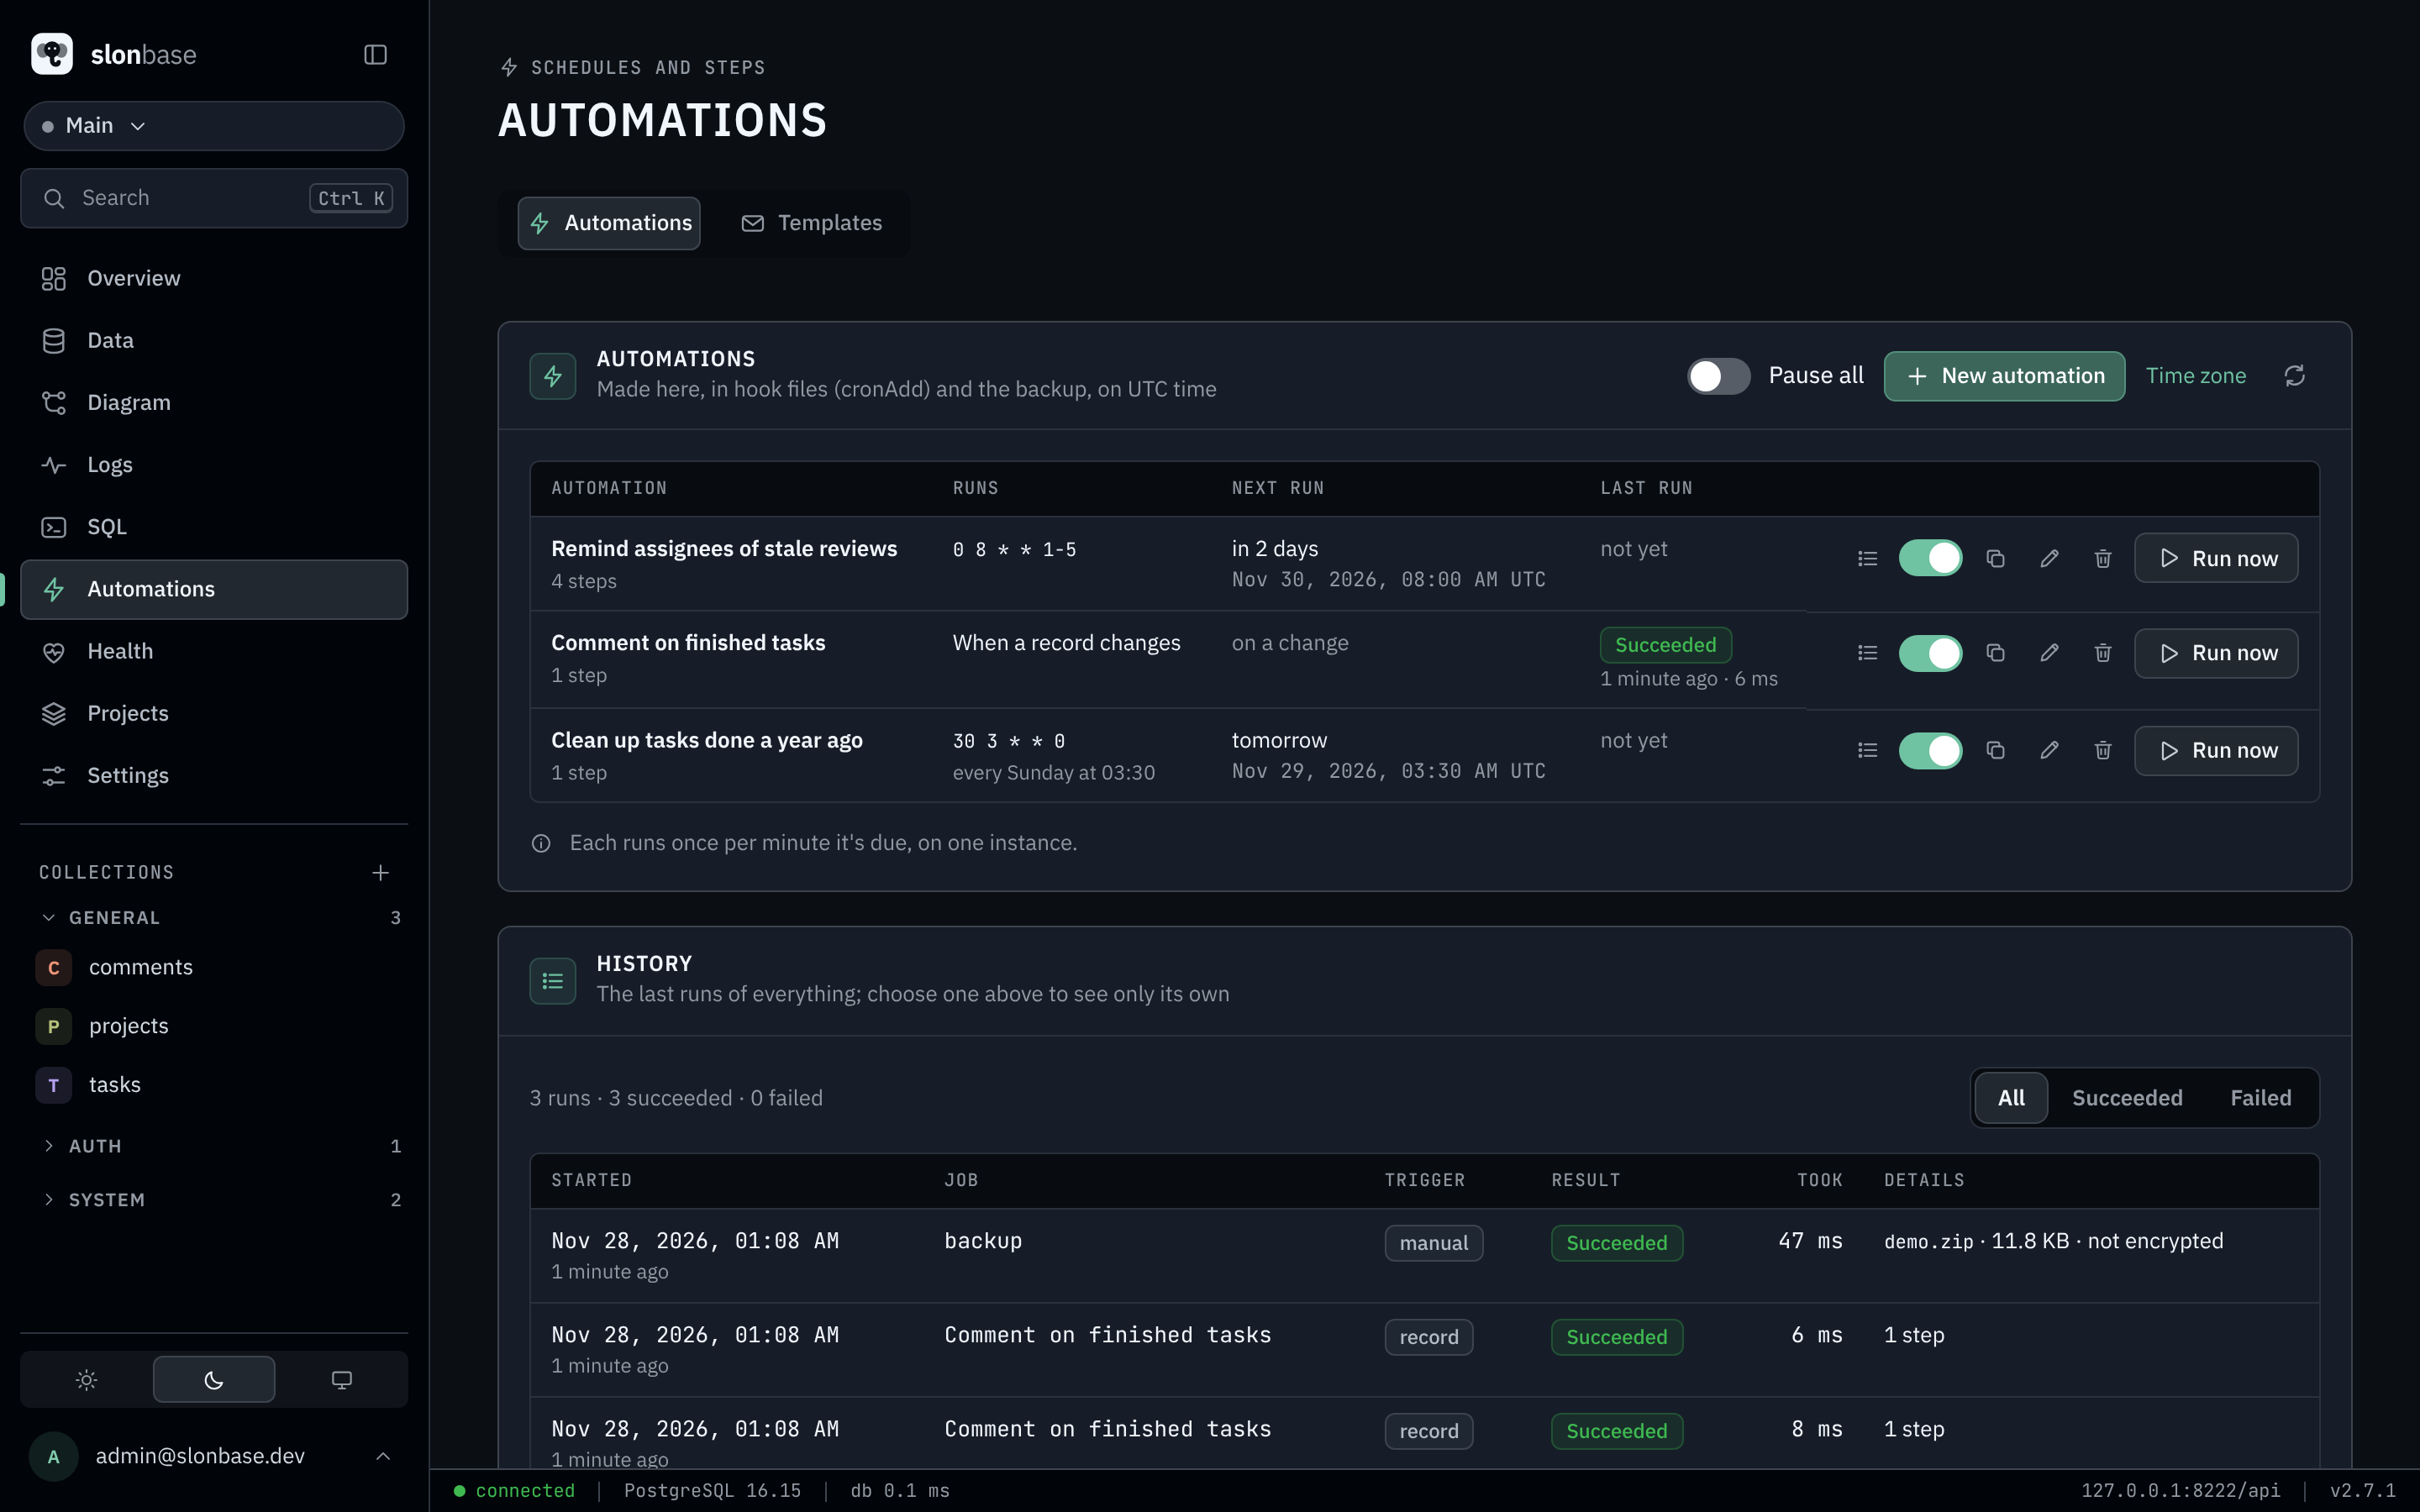 slonbase
Main
Search Ctrl K
Overview
Data
Diagram
Logs
SQL
Automations
Health
Projects
Settings
COLLECTIONS
GENERAL 3
C comments
P projects
T tasks
AUTH 1
SYSTEM 2
A admin@slonbase.dev
SCHEDULES AND STEPS
AUTOMATIONS
Automations Templates
AUTOMATIONS
Made here, in hook files (cronAdd) and the backup, on UTC time
Pause all New automation Time zone
AUTOMATION RUNS NEXT RUN LAST RUN
Remind assignees of stale reviews 0 8 * * 1-5 in 2 days not yet Run now
4 steps Nov 30, 2026, 08:00 AM UTC
Comment on finished tasks When a record changes on a change Succeeded Run now
1 step 1 minute ago · 6 ms
Clean up tasks done a year ago 30 3 * * 0 tomorrow not yet Run now
1 step every Sunday at 03:30 Nov 29, 2026, 03:30 AM UTC
Each runs once per minute it's due, on one instance.
HISTORY
The last runs of everything; choose one above to see only its own
3 runs · 3 succeeded · 0 failed All Succeeded Failed
STARTED JOB TRIGGER RESULT TOOK DETAILS
Nov 28, 2026, 01:08 AM backup manual Succeeded 47 ms demo.zip · 11.8 KB · not encrypted
1 minute ago
Nov 28, 2026, 01:08 AM Comment on finished tasks record Succeeded 6 ms 1 step
1 minute ago
Nov 28, 2026, 01:08 AM Comment on finished tasks record Succeeded 8 ms 1 step
1 minute ago
connected PostgreSQL 16.15 db 0.1 ms 127.0.0.1:8222/api v2.7.1